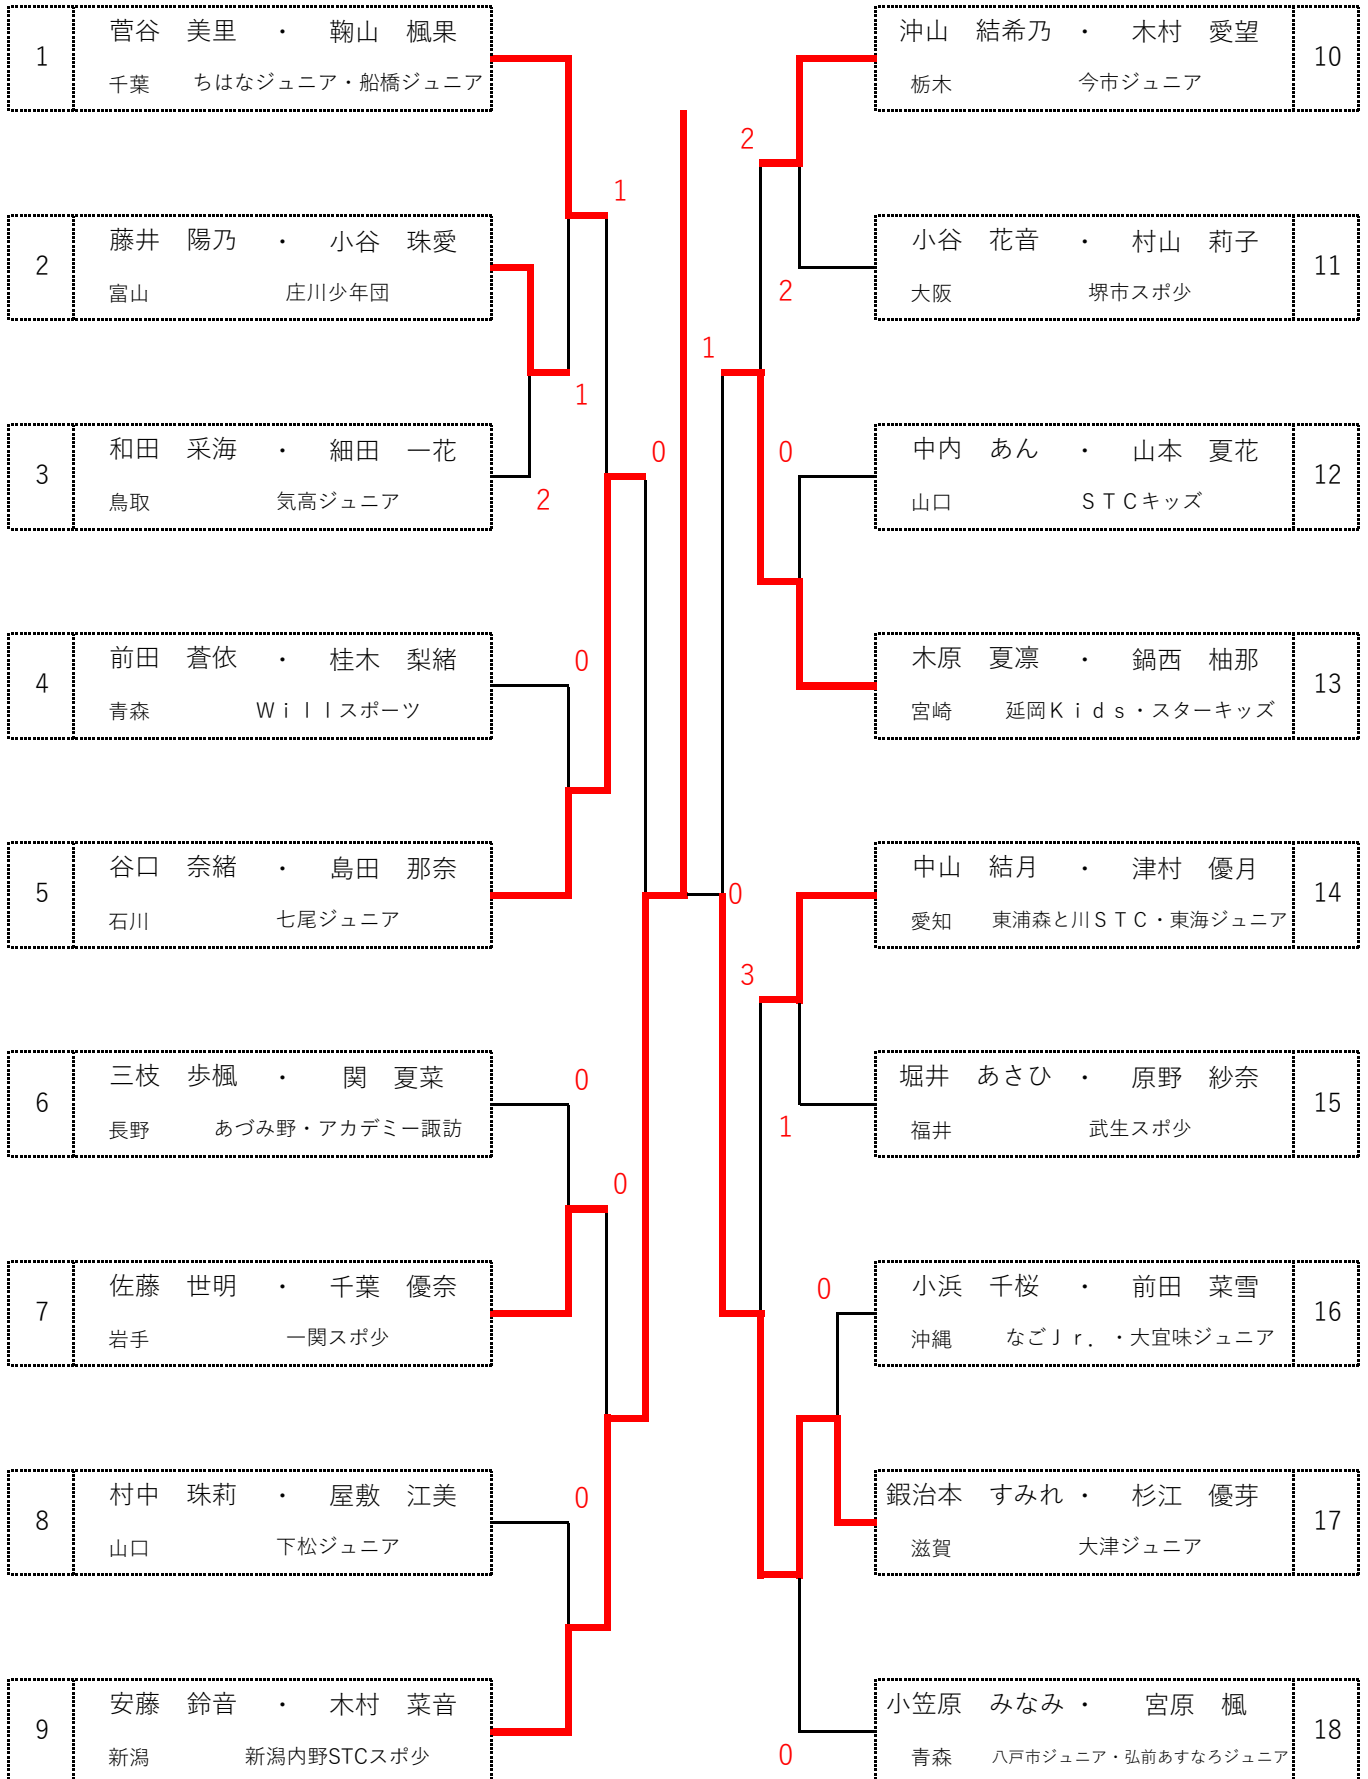 1
菅谷　美里　・　鞠山　楓果
千葉　ちはなジュニア・船橋ジュニア
2
藤井　陽乃　・　小谷　珠愛
富山　庄川少年団
3
和田　采海　・　細田　一花
鳥取　気高ジュニア
4
前田　蒼依　・　桂木　梨緒
青森　Ｗｉｌｌスポーツ
5
谷口　奈緒　・　島田　那奈
石川　七尾ジュニア
6
三枝　歩楓　・　関　夏菜
長野　あづみ野・アカデミー諏訪
7
佐藤　世明　・　千葉　優奈
岩手　一関スポ少
8
村中　珠莉　・　屋敷　江美
山口　下松ジュニア
9
安藤　鈴音　・　木村　菜音
新潟　新潟内野STCスポ少
1
1
2
0
0
0
0
0
2
2
1
0
0
3
1
0
0
沖山　結希乃　・　木村　愛望
栃木　今市ジュニア
10
小谷　花音　・　村山　莉子
大阪　堺市スポ少
11
中内　あん　・　山本　夏花
山口　ＳＴＣキッズ
12
木原　夏凛　・　鍋西　柚那
宮崎　延岡Ｋｉｄｓ・スターキッズ
13
中山　結月　・　津村　優月
愛知　東浦森と川ＳＴＣ・東海ジュニア
14
堀井　あさひ　・　原野　紗奈
福井　武生スポ少
15
小浜　千桜　・　前田　菜雪
沖縄　なごＪｒ．・大宜味ジュニア
16
鍜治本　すみれ　・　杉江　優芽
滋賀　大津ジュニア
17
小笠原　みなみ　・　宮原　楓
青森　八戸市ジュニア・弘前あすなろジュニア
18